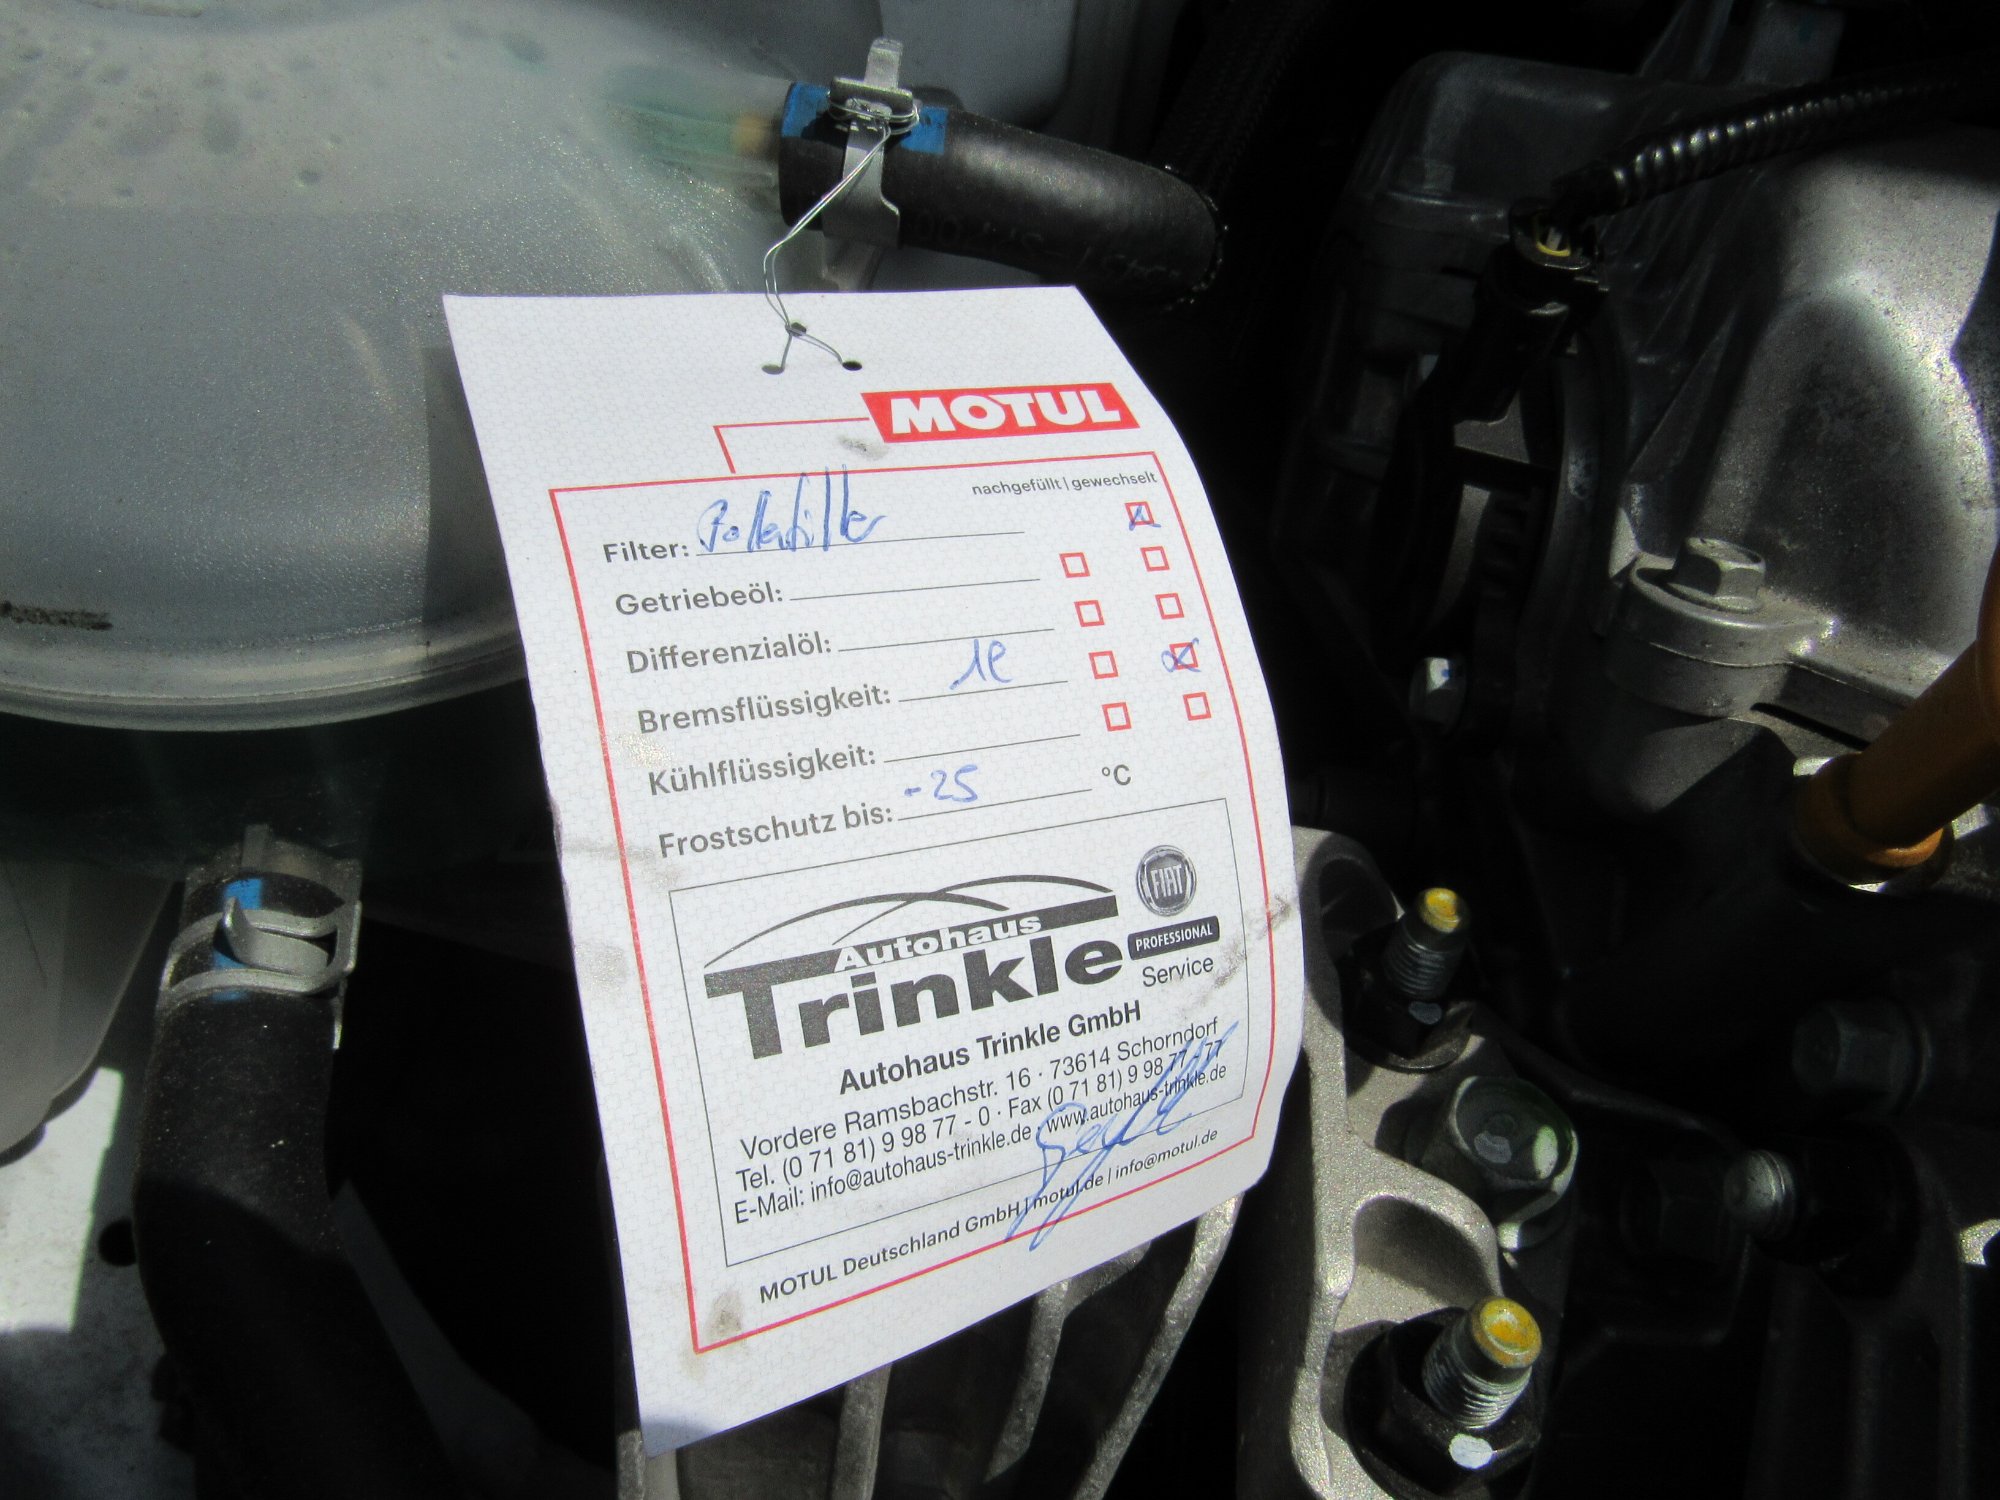 MOTUL
nachgefüllt | gewechselt
Filter: Pollenfilter
Getriebeöl:
Differenzialöl:
Bremsflüssigkeit: 1l
Kühlflüssigkeit:
Frostschutz bis: -25 °C
Autohaus
Trinkle
FIAT
PROFESSIONAL
Service
Autohaus Trinkle GmbH
Vordere Ramsbachstr. 16 · 73614 Schorndorf
Tel. (0 71 81) 9 98 77 - 0 · Fax (0 71 81) 9 98 77 - 77
E-Mail: info@autohaus-trinkle.de · www.autohaus-trinkle.de
MOTUL Deutschland GmbH | motul.de | info@motul.de